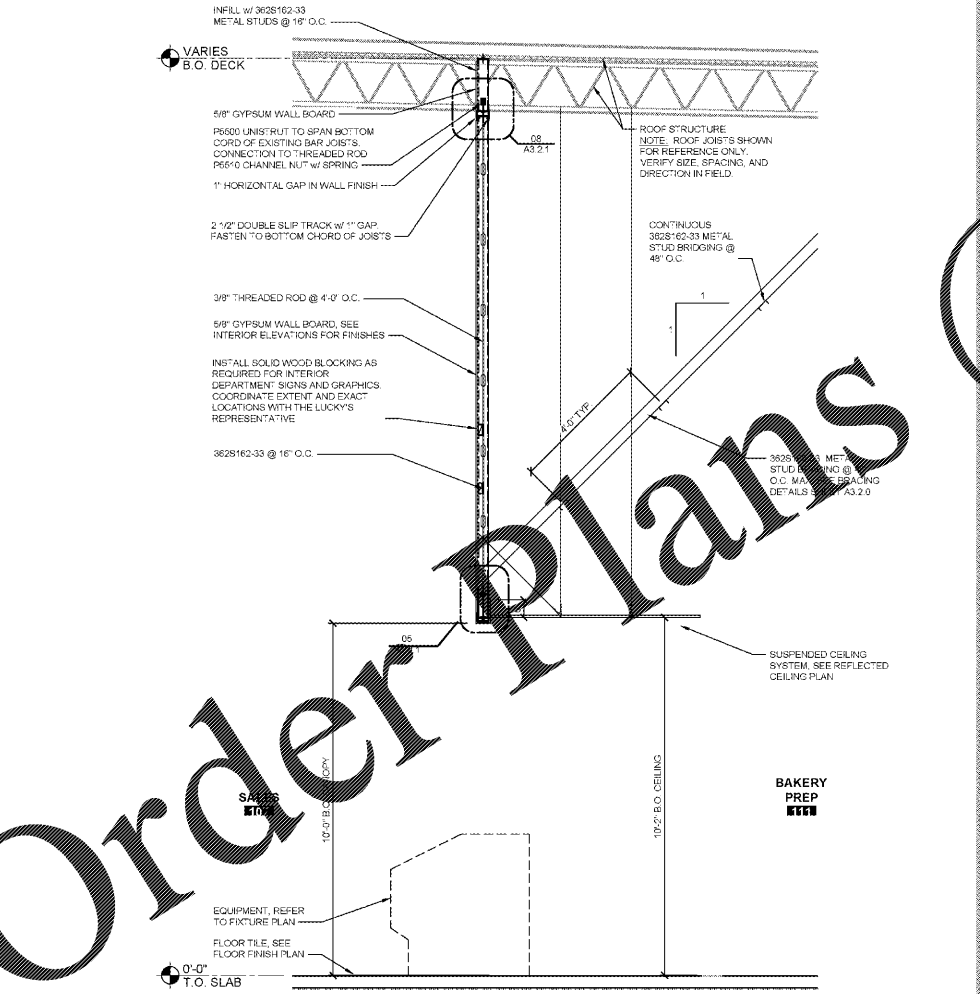 INFILL w/ 362S162-33
METAL STUDS @ 16" O.C.
VARIES
B.O. DECK
5/8" GYPSUM WALL BOARD
P5500 UNISTRUT TO SPAN BOTTOM
CORD OF EXISTING BAR JOISTS.
CONNECTION TO THREADED ROD
P5510 CHANNEL NUT w/ SPRING
1" HORIZONTAL GAP IN WALL FINISH
2 1/2" DOUBLE SLIP TRACK w/ 1" GAP.
FASTEN TO BOTTOM CHORD OF JOISTS
08
A3.2.1
ROOF STRUCTURE
NOTE: ROOF JOISTS SHOWN
FOR REFERENCE ONLY.
VERIFY SIZE, SPACING, AND
DIRECTION IN FIELD.
CONTINUOUS
362S162-33 METAL
STUD BRIDGING @
48" O.C.
1
1
3/8" THREADED ROD @ 4'-0" O.C.
5/8" GYPSUM WALL BOARD, SEE
INTERIOR ELEVATIONS FOR FINISHES
INSTALL SOLID WOOD BLOCKING AS
REQUIRED FOR INTERIOR
DEPARTMENT SIGNS AND GRAPHICS.
COORDINATE EXTENT AND EXACT
LOCATIONS WITH THE LUCKY'S
REPRESENTATIVE
362S162-33 @ 16" O.C.
4'-0" TYP.
STUD @
O.C. BRACING
DETAILS A3.2.0
05
SUSPENDED CEILING
SYSTEM, SEE REFLECTED
CEILING PLAN
10'-0" B.O.
10'-2" B.O. CEILING
SALES
107
BAKERY
PREP
111
EQUIPMENT, REFER
TO FIXTURE PLAN
FLOOR TILE, SEE
FLOOR FINISH PLAN
0'-0"
T.O. SLAB
Order Plans